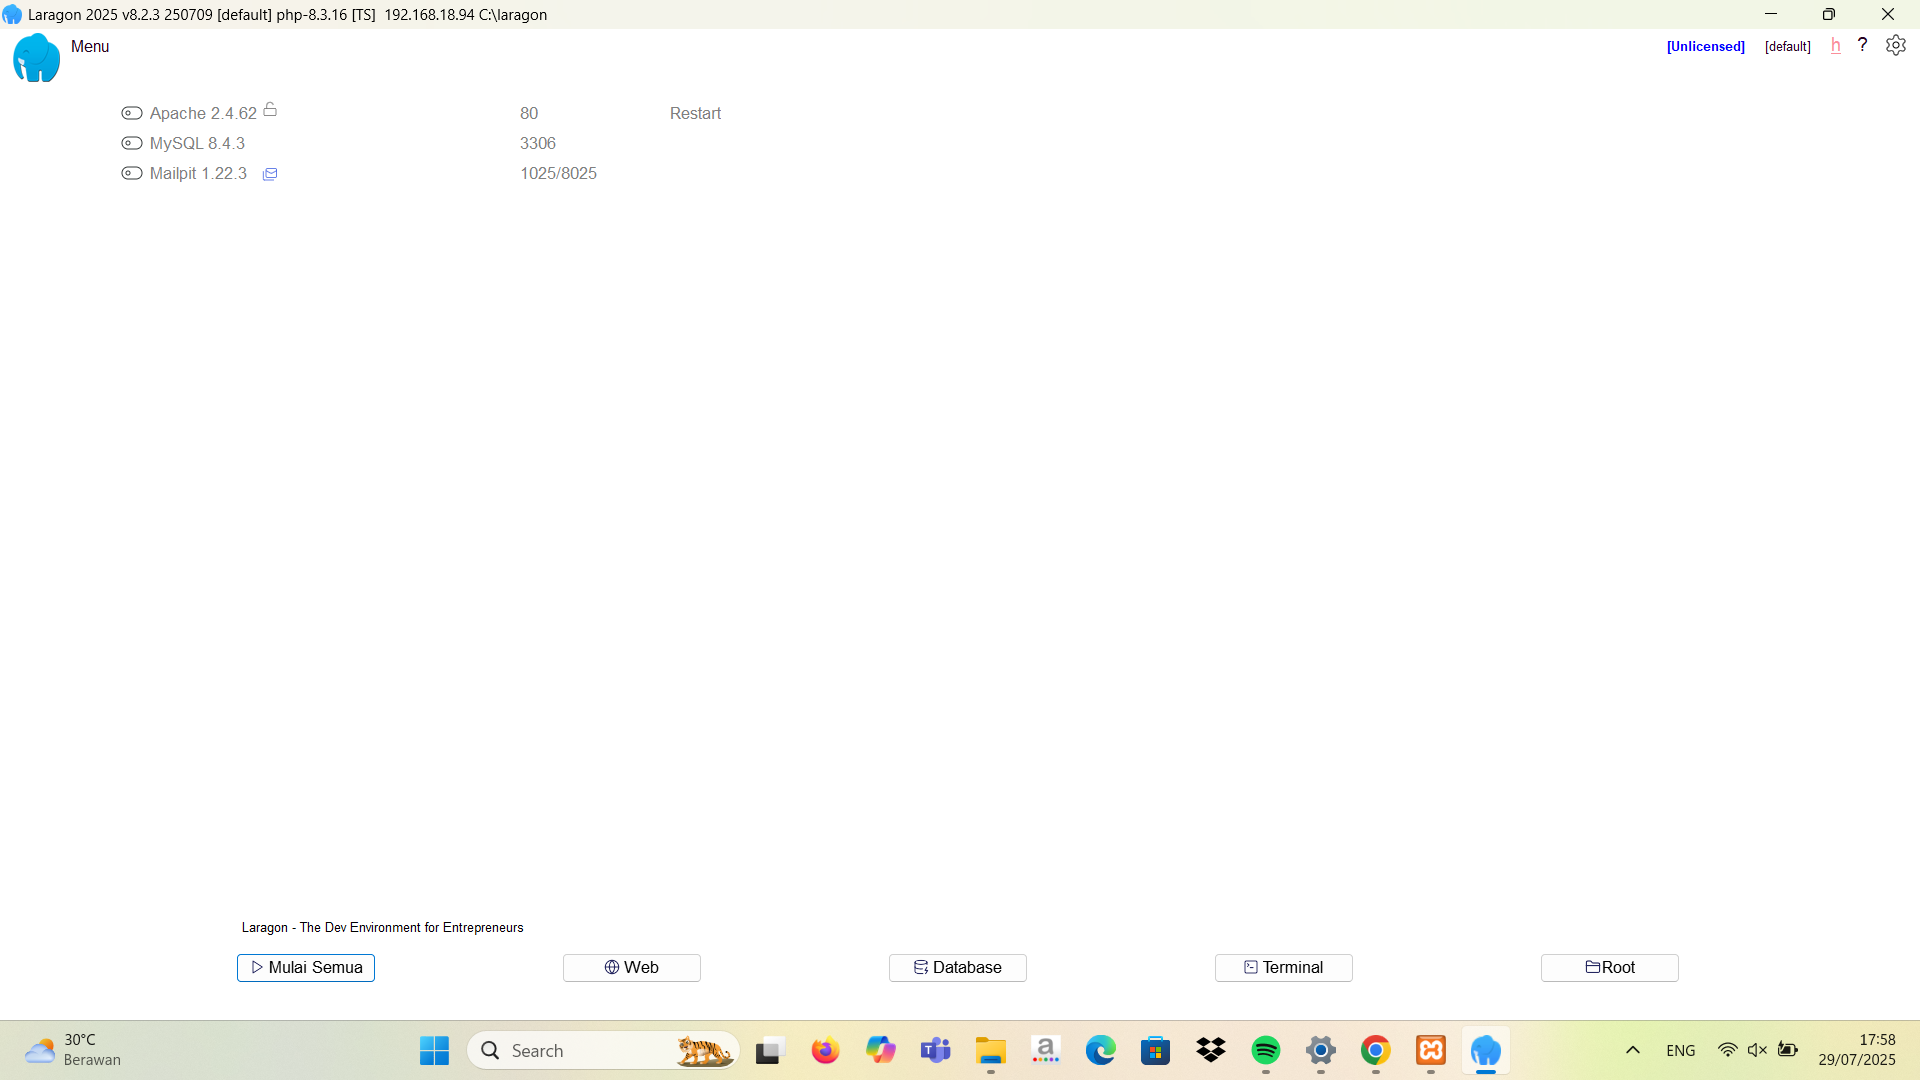 Laragon 2025 v8.2.3 250709 [default] php-8.3.16 [TS]  192.168.18.94 C:\laragon
Menu
[Unlicensed] [default] h ?
Apache 2.4.62 80 Restart
MySQL 8.4.3 3306
Mailpit 1.22.3 1025/8025
Laragon - The Dev Environment for Entrepreneurs
Mulai Semua Web Database Terminal Root
30°C
Berawan
Search
ENG
17:58
29/07/2025